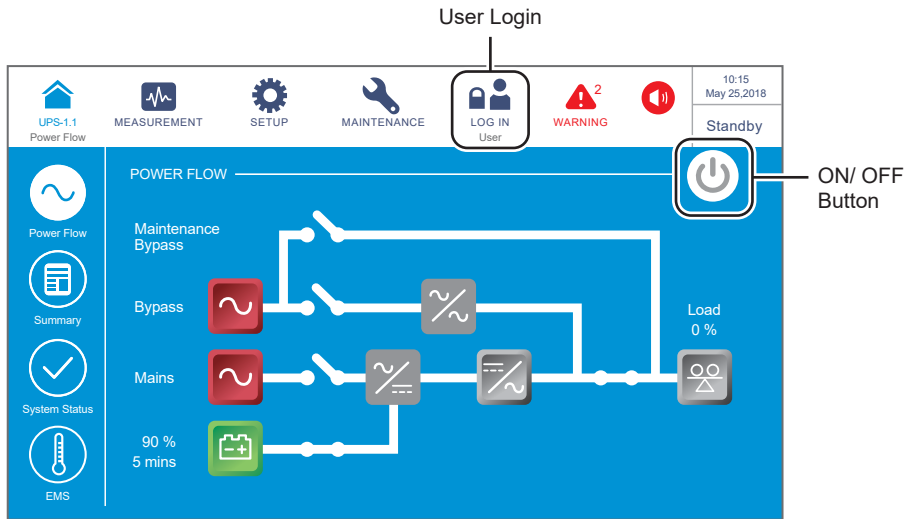 User Login
UPS-1.1
Power Flow
MEASUREMENT
SETUP
MAINTENANCE
LOG IN
User
2
WARNING
10:15
May 25,2018
Standby
ON/ OFF
Button
POWER FLOW
Power Flow
Summary
System Status
EMS
Maintenance
Bypass
Bypass
Mains
90 %
5 mins
Load
0 %